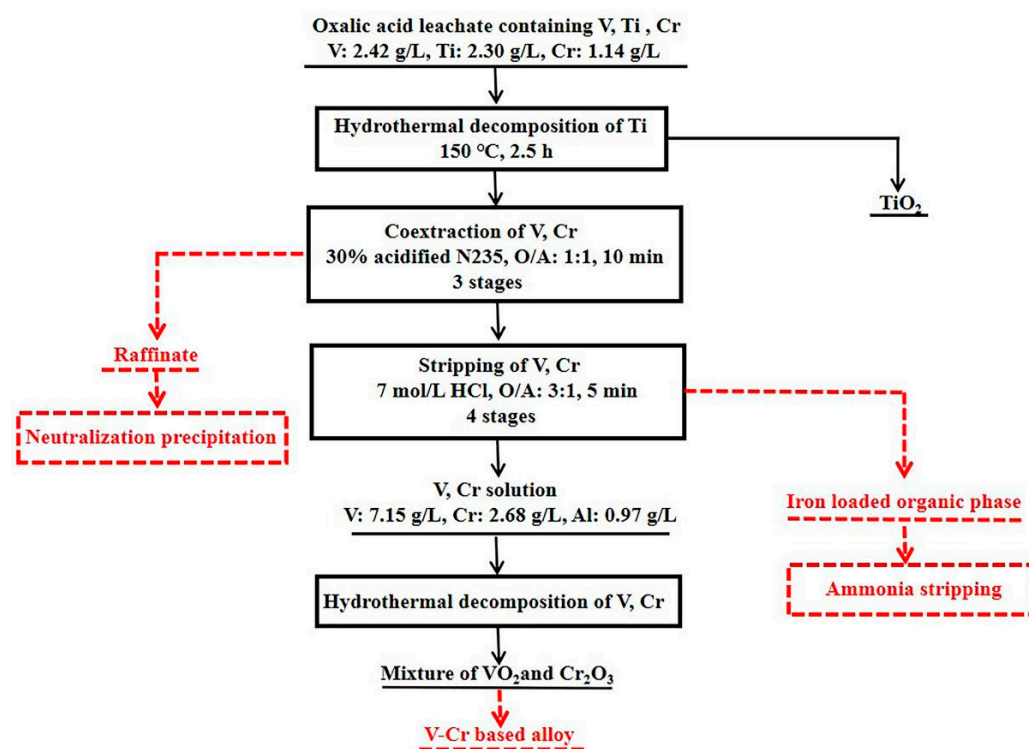 Oxalic acid leachate containing V, Ti , Cr
V: 2.42 g/L, Ti: 2.30 g/L, Cr: 1.14 g/L
Hydrothermal decomposition of Ti
150 °C, 2.5 h
TiO₂
Coextraction of V, Cr
30% acidified N235, O/A: 1:1, 10 min
3 stages
Raffinate
Neutralization precipitation
Stripping of V, Cr
7 mol/L HCl, O/A: 3:1, 5 min
4 stages
V, Cr solution
V: 7.15 g/L, Cr: 2.68 g/L, Al: 0.97 g/L
Iron loaded organic phase
Ammonia stripping
Hydrothermal decomposition of V, Cr
Mixture of VO₂and Cr₂O₃
V-Cr based alloy